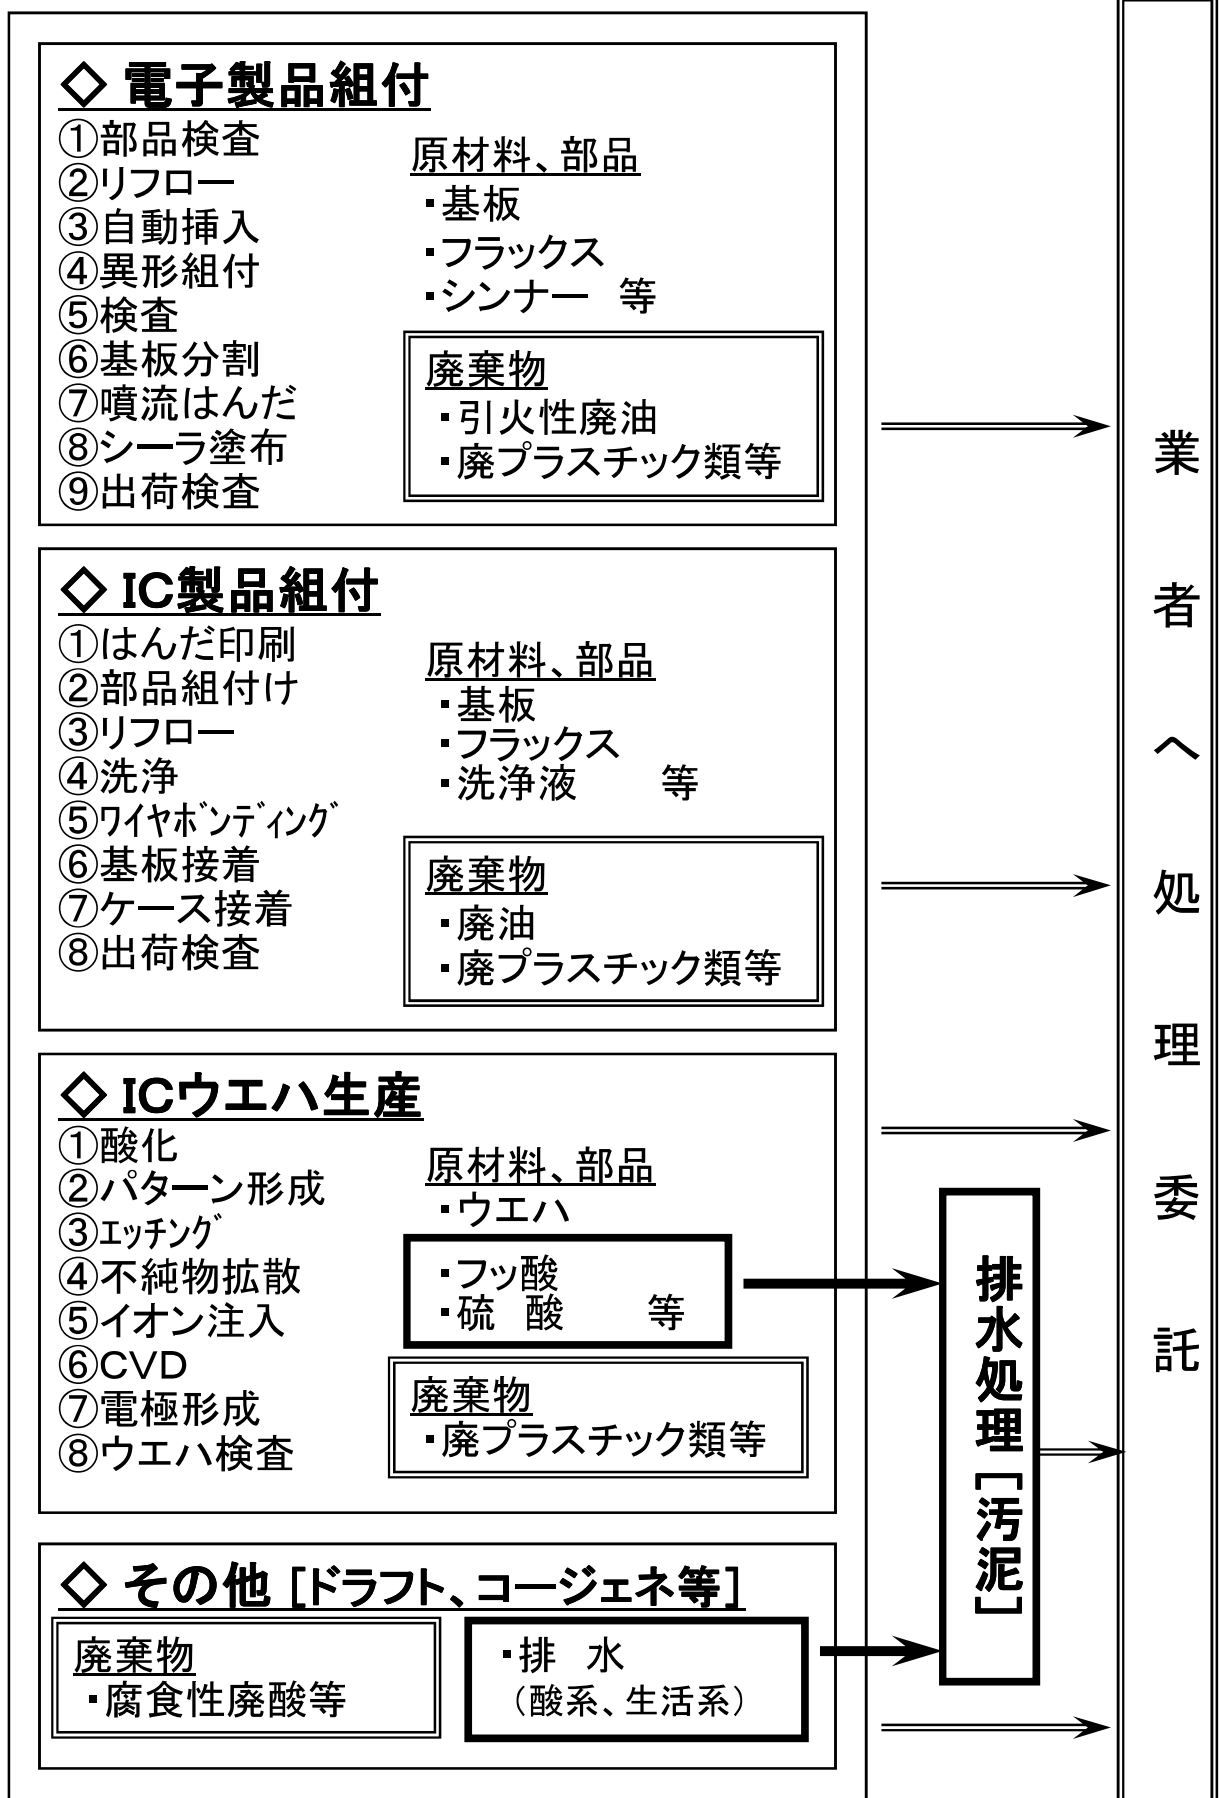 ◇ 電子製品組付
①部品検査
②リフロー
③自動挿入
④異形組付
⑤検査
⑥基板分割
⑦噴流はんだ
⑧シーラ塗布
⑨出荷検査
原材料、部品
・基板
・フラックス
・シンナー 等
廃棄物
・引火性廃油
・廃プラスチック類等
◇ IC製品組付
①はんだ印刷
②部品組付け
③リフロー
④洗浄
⑤ﾜｲﾔﾎﾞﾝﾃﾞｨﾝｸﾞ
⑥基板接着
⑦ケース接着
⑧出荷検査
原材料、部品
・基板
・フラックス
・洗浄液 等
廃棄物
・廃油
・廃プラスチック類等
◇ ICウエハ生産
①酸化
②パターン形成
③ｴｯﾁﾝｸﾞ
④不純物拡散
⑤イオン注入
⑥CVD
⑦電極形成
⑧ウエハ検査
原材料、部品
・ウエハ
・フッ酸
・硫 酸 等
廃棄物
・廃プラスチック類等
◇ その他 [ドラフト、コージェネ等]
廃棄物
・腐食性廃酸等
・排 水
（酸系、生活系）
排水処理［汚泥］
業者へ処理委託